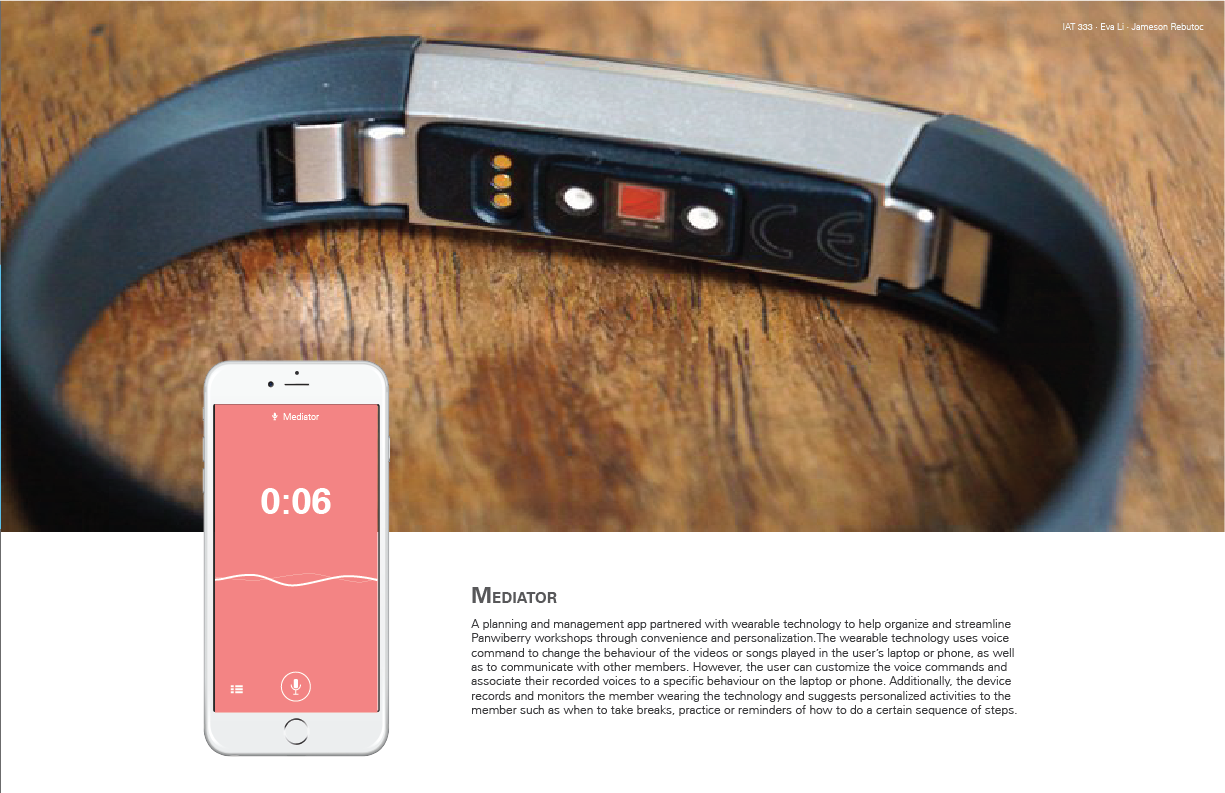 IAT 333 · Eva Li · Jameson Rebutoc
CE
Mediator
0:06
MEDIATOR
A planning and management app partnered with wearable technology to help organize and streamline
Panwiberry workshops through convenience and personalization.The wearable technology uses voice
command to change the behaviour of the videos or songs played in the user's laptop or phone, as well
as to communicate with other members. However, the user can customize the voice commands and
associate their recorded voices to a specific behaviour on the laptop or phone. Additionally, the device
records and monitors the member wearing the technology and suggests personalized activities to the
member such as when to take breaks, practice or reminders of how to do a certain sequence of steps.